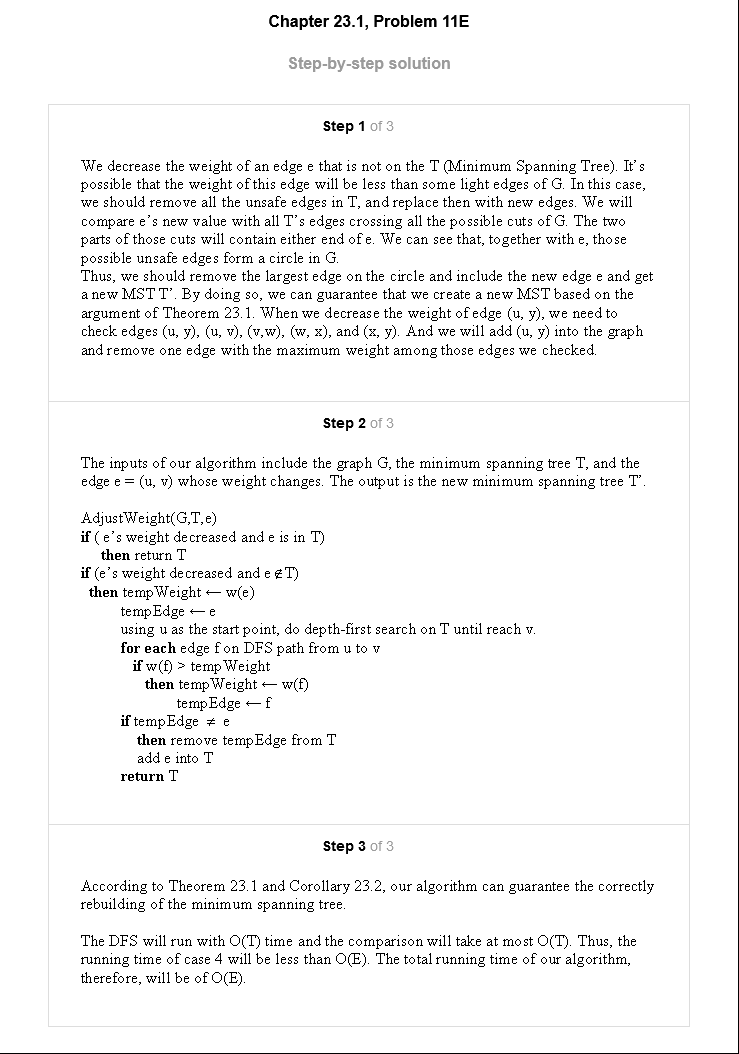 Chapter 23.1, Problem 11E
Step-by-step solution
Step 1 of 3
We decrease the weight of an edge e that is not on the T (Minimum Spanning Tree). It's
possible that the weight of this edge will be less than some light edges of G. In this case,
we should remove all the unsafe edges in T, and replace then with new edges. We will
compare e's new value with all T's edges crossing all the possible cuts of G. The two
parts of those cuts will contain either end of e. We can see that, together with e, those
possible unsafe edges form a circle in G.
Thus, we should remove the largest edge on the circle and include the new edge e and get
a new MST T'. By doing so, we can guarantee that we create a new MST based on the
argument of Theorem 23.1. When we decrease the weight of edge (u, y), we need to
check edges (u, y), (u, v), (v,w), (w, x), and (x, y). And we will add (u, y) into the graph
and remove one edge with the maximum weight among those edges we checked.
Step 2 of 3
The inputs of our algorithm include the graph G, the minimum spanning tree T, and the
edge e = (u, v) whose weight changes. The output is the new minimum spanning tree T'.
AdjustWeight(G,T,e)
if ( e's weight decreased and e is in T)
then return T
if (e's weight decreased and e ∉ T)
then tempWeight ← w(e)
tempEdge ← e
using u as the start point, do depth-first search on T until reach v.
for each edge f on DFS path from u to v
if w(f) > tempWeight
then tempWeight ← w(f)
tempEdge ← f
if tempEdge ≠ e
then remove tempEdge from T
add e into T
return T
Step 3 of 3
According to Theorem 23.1 and Corollary 23.2, our algorithm can guarantee the correctly
rebuilding of the minimum spanning tree.
The DFS will run with O(T) time and the comparison will take at most O(T). Thus, the
running time of case 4 will be less than O(E). The total running time of our algorithm,
therefore, will be of O(E).